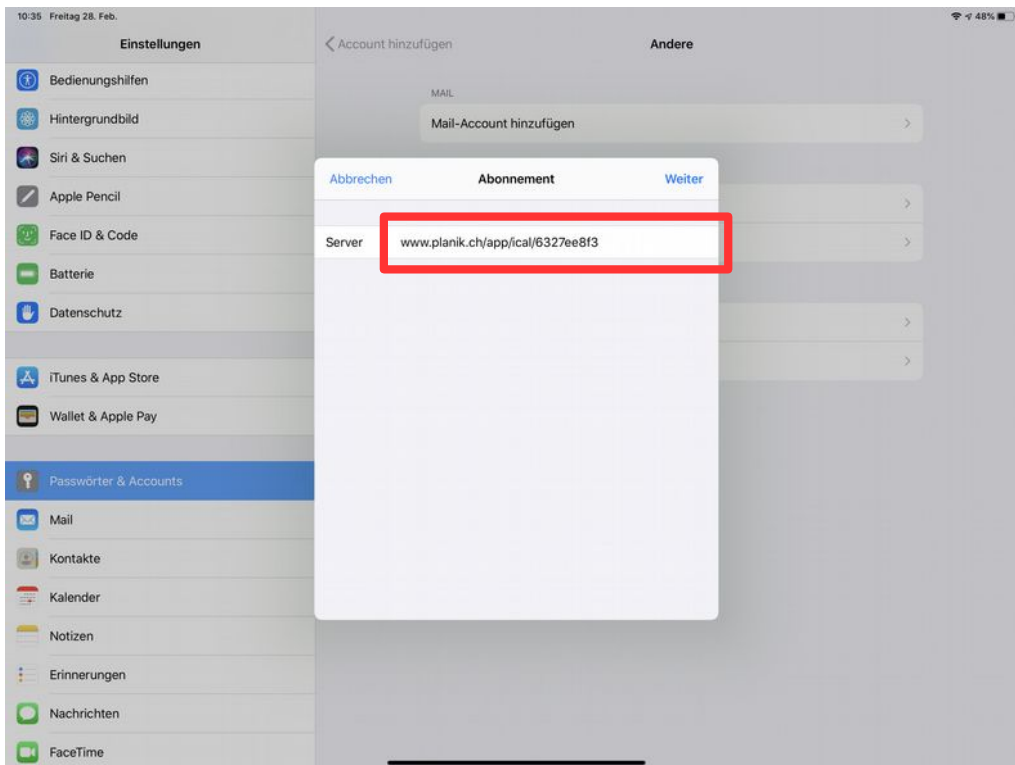 10:35 Freitag 28. Feb.
48%
Einstellungen
Bedienungshilfen
Hintergrundbild
Siri & Suchen
Apple Pencil
Face ID & Code
Batterie
Datenschutz
iTunes & App Store
Wallet & Apple Pay
Passwörter & Accounts
Mail
Kontakte
Kalender
Notizen
Erinnerungen
Nachrichten
FaceTime
Account hinzufügen
Andere
MAIL
Mail-Account hinzufügen
Abbrechen
Abonnement
Weiter
Server
www.planik.ch/app/ical/6327ee8f3